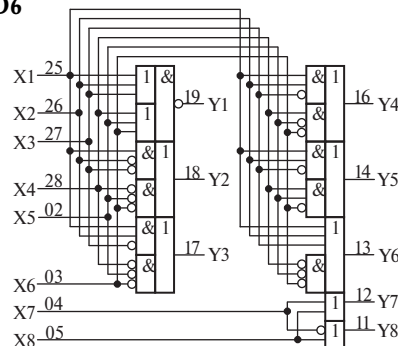 D6
X1 25
X2 26
X3 27
X4 28
X5 02
X6 03
X7 04
X8 05
1 &
1
& 1
&
& 1
&
19 Y1
18 Y2
17 Y3
& 1
&
& 1
&
1
&
1
1
16 Y4
14 Y5
13 Y6
12 Y7
11 Y8